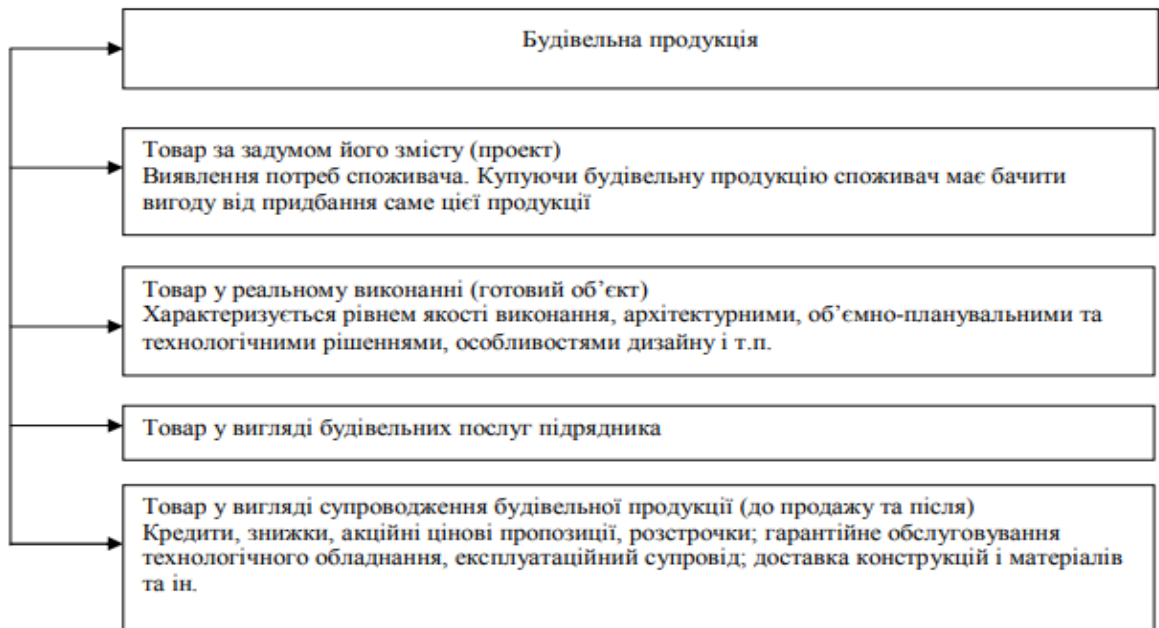 Будівельна продукція
Товар за задумом його змісту (проект)
Виявлення потреб споживача. Купуючи будівельну продукцію споживач має бачити
вигоду від придбання саме цієї продукції
Товар у реальному виконанні (готовий об’єкт)
Характеризується рівнем якості виконання, архітектурними, об’ємно-планувальними та
технологічними рішеннями, особливостями дизайну і т.п.
Товар у вигляді будівельних послуг підрядника
Товар у вигляді супроводження будівельної продукції (до продажу та після)
Кредити, знижки, акційні цінові пропозиції, розстрочки; гарантійне обслуговування
технологічного обладнання, експлуатаційний супровід; доставка конструкцій і матеріалів
та ін.